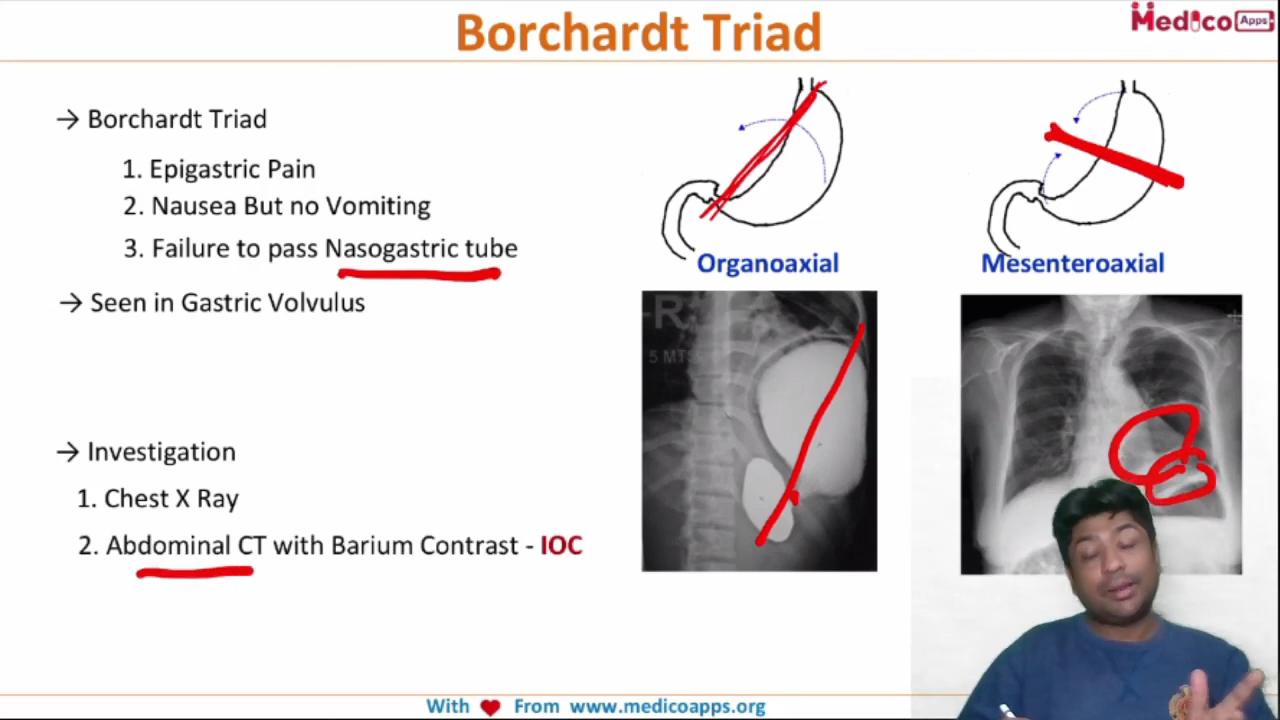 Borchardt Triad
Medico Apps
→ Borchardt Triad
1. Epigastric Pain
2. Nausea But no Vomiting
3. Failure to pass Nasogastric tube
→ Seen in Gastric Volvulus
→ Investigation
1. Chest X Ray
2. Abdominal CT with Barium Contrast - IOC
Organoaxial
Mesenteroaxial
R
5 MTS
With ❤ From www.medicoapps.org